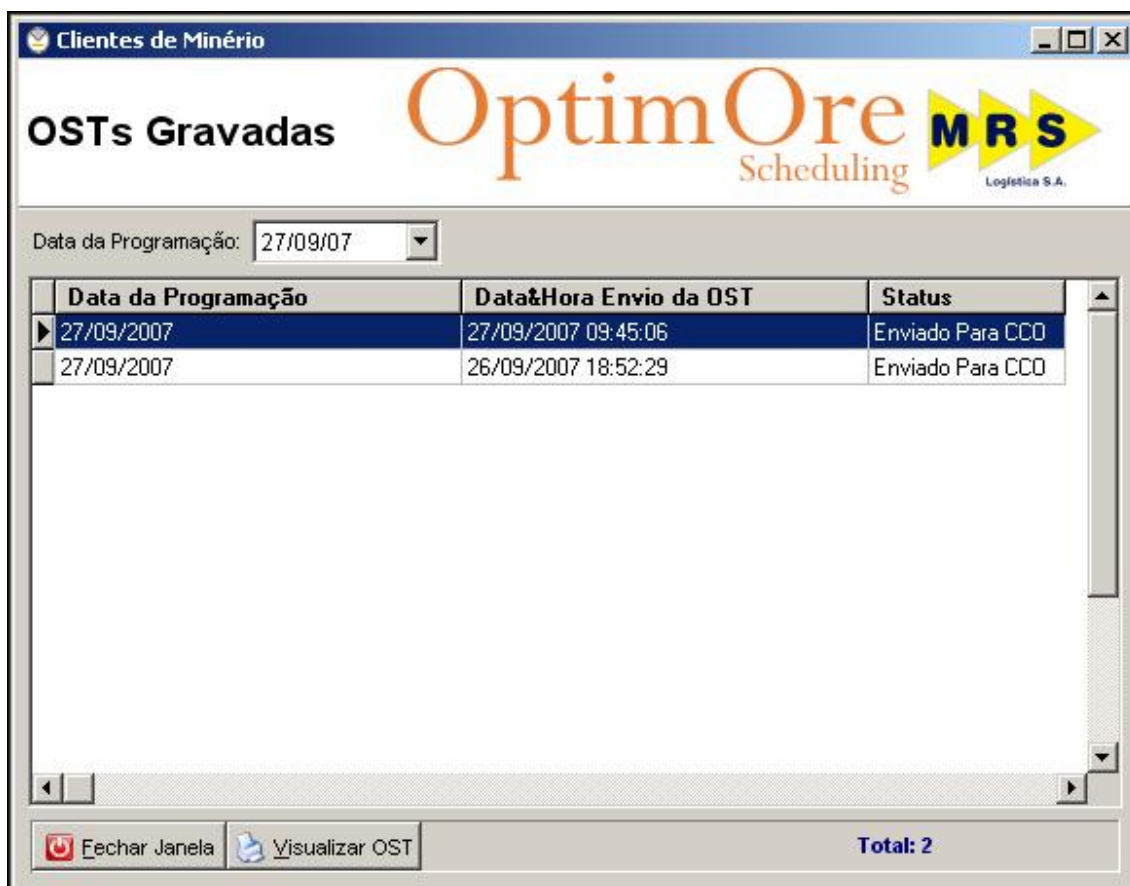 Clientes de Minério
OSTs Gravadas
OptimOre
Scheduling
MRS
Logística S.A.
Data da Programação: 27/09/07
Data da Programação Data&Hora Envio da OST Status
27/09/2007 27/09/2007 09:45:06 Enviado Para CCO
27/09/2007 26/09/2007 18:52:29 Enviado Para CCO
Fechar Janela Visualizar OST Total: 2